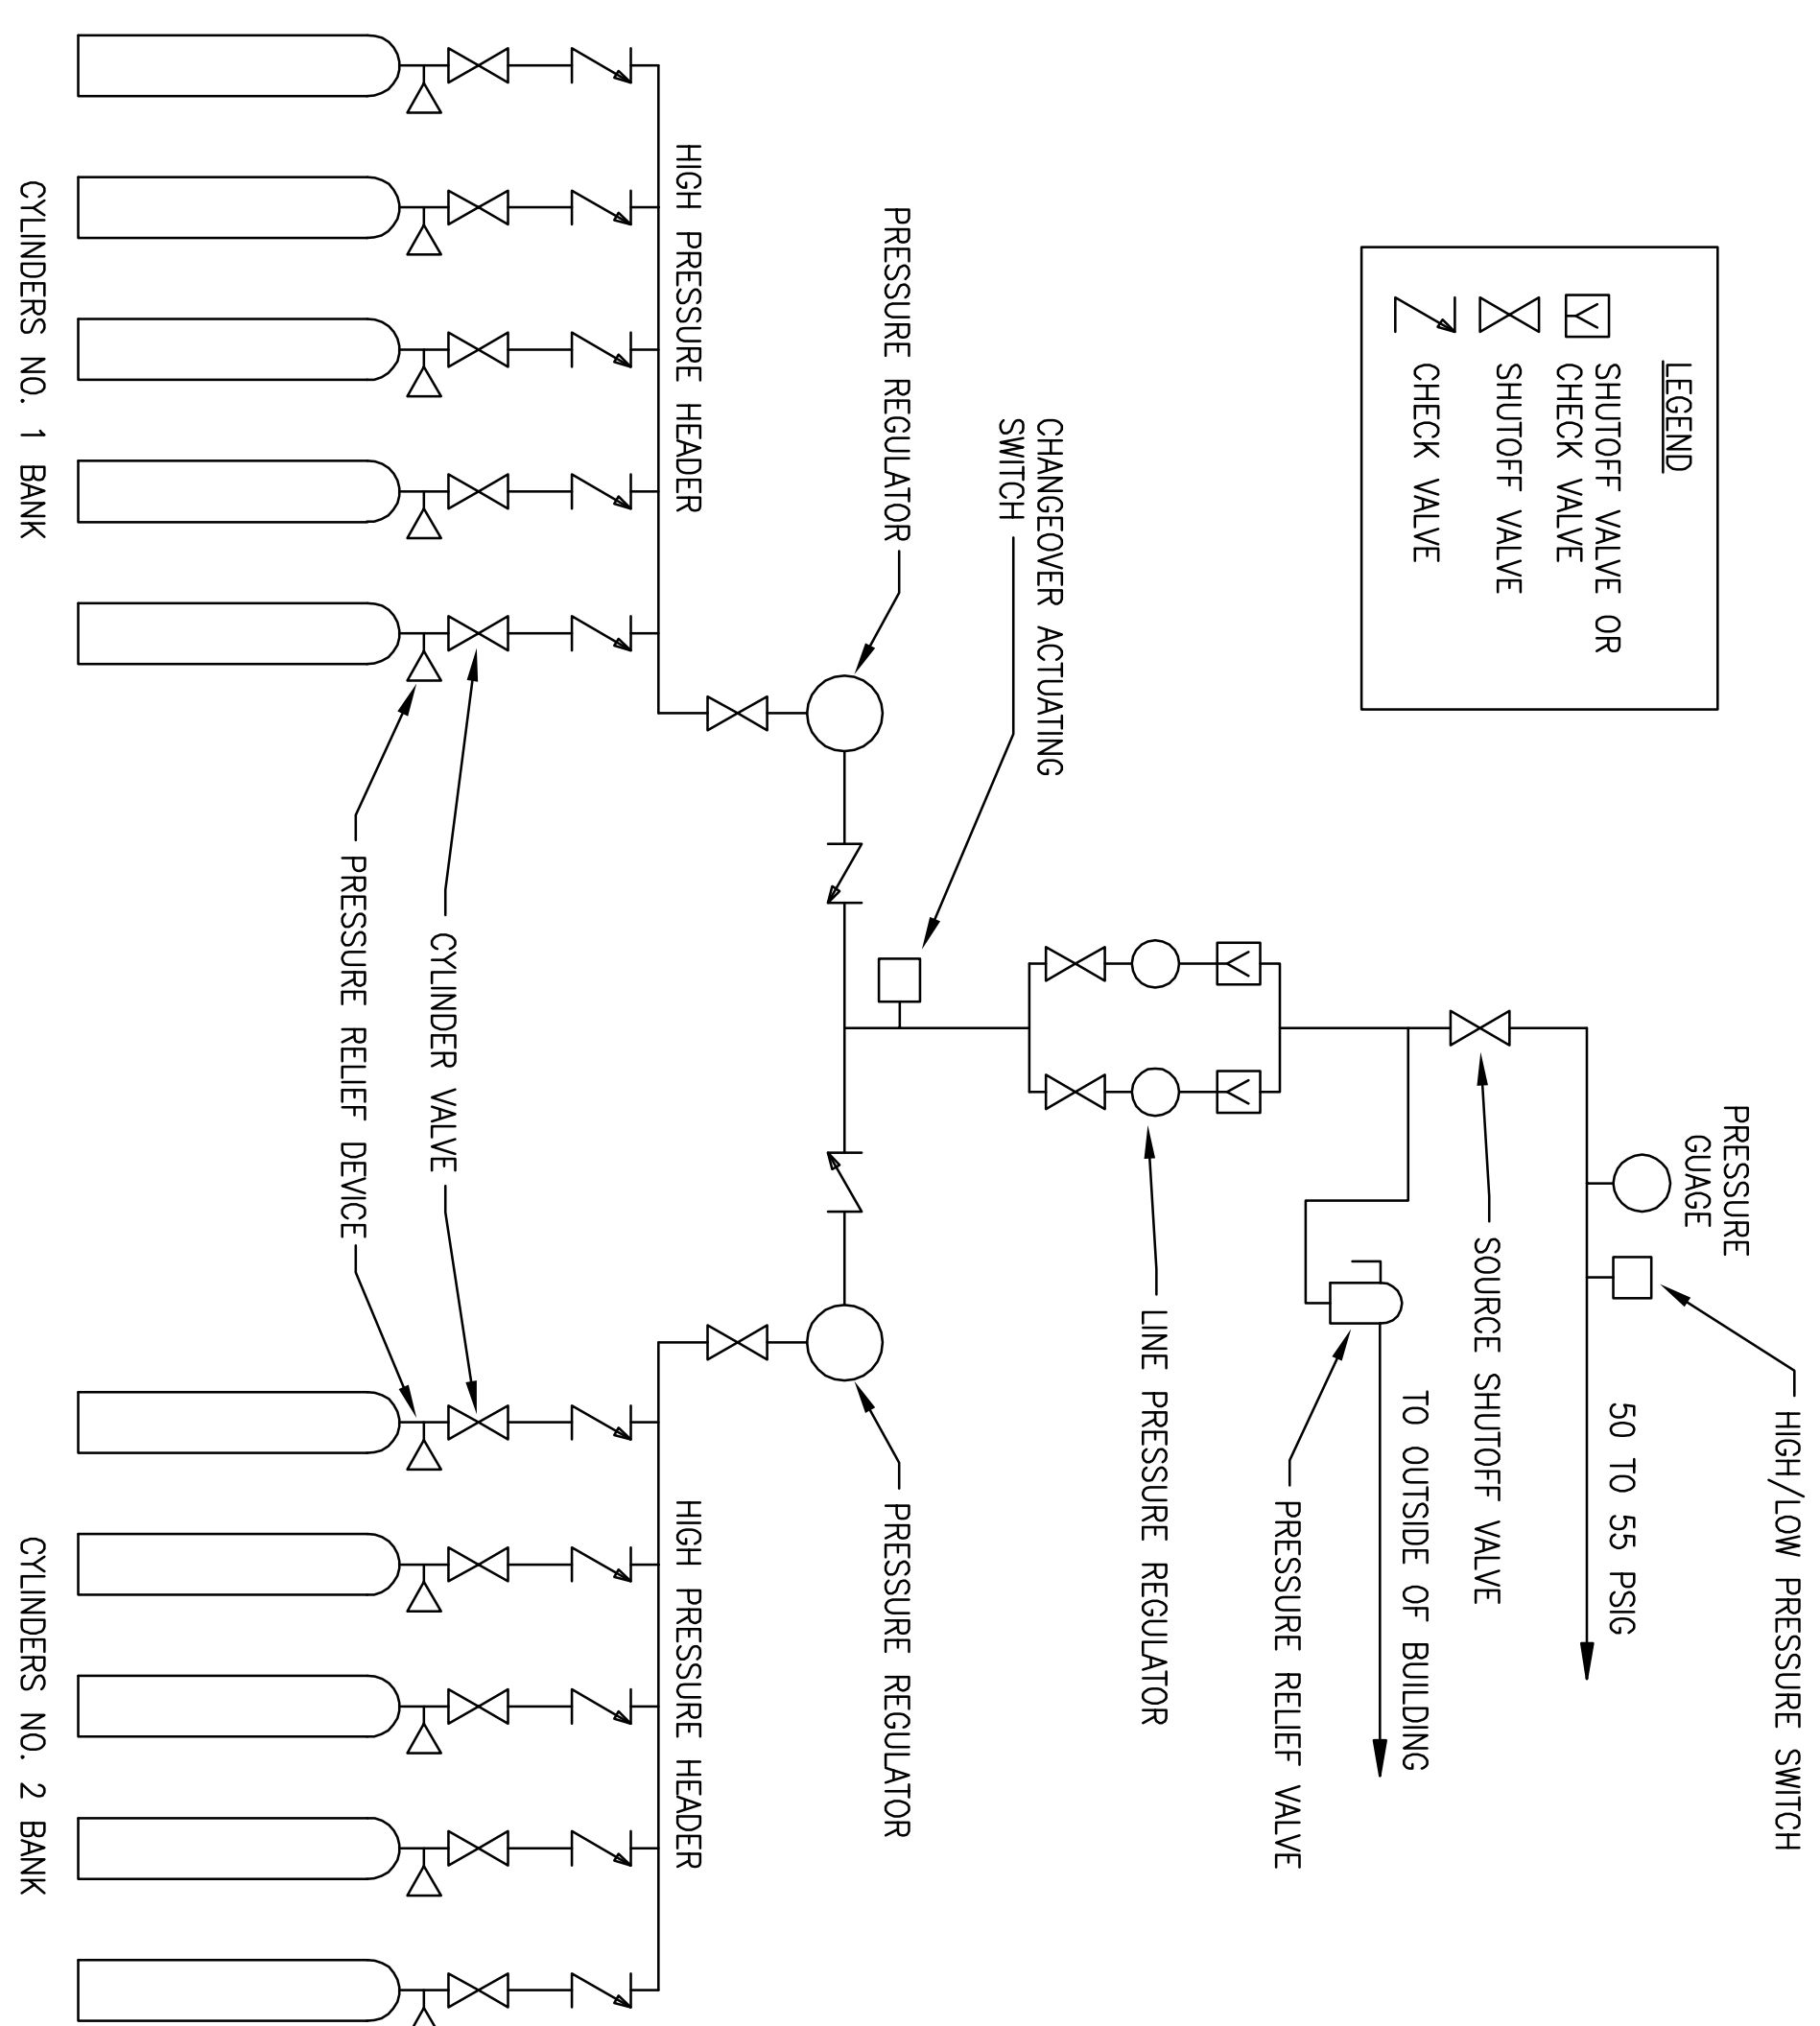 LEGEND
SHUTOFF VALVE OR
CHECK VALVE
SHUTOFF VALVE
CHECK VALVE
PRESSURE
GUAGE
HIGH/LOW PRESSURE SWITCH
50 TO 55 PSIG
SOURCE SHUTOFF VALVE
TO OUTSIDE OF BUILDING
PRESSURE RELIEF VALVE
LINE PRESSURE REGULATOR
CHANGEOVER ACTUATING
SWITCH
PRESSURE REGULATOR
PRESSURE REGULATOR
HIGH PRESSURE HEADER
HIGH PRESSURE HEADER
CYLINDER VALVE
PRESSURE RELIEF DEVICE
CYLINDERS NO. 1 BANK
CYLINDERS NO. 2 BANK